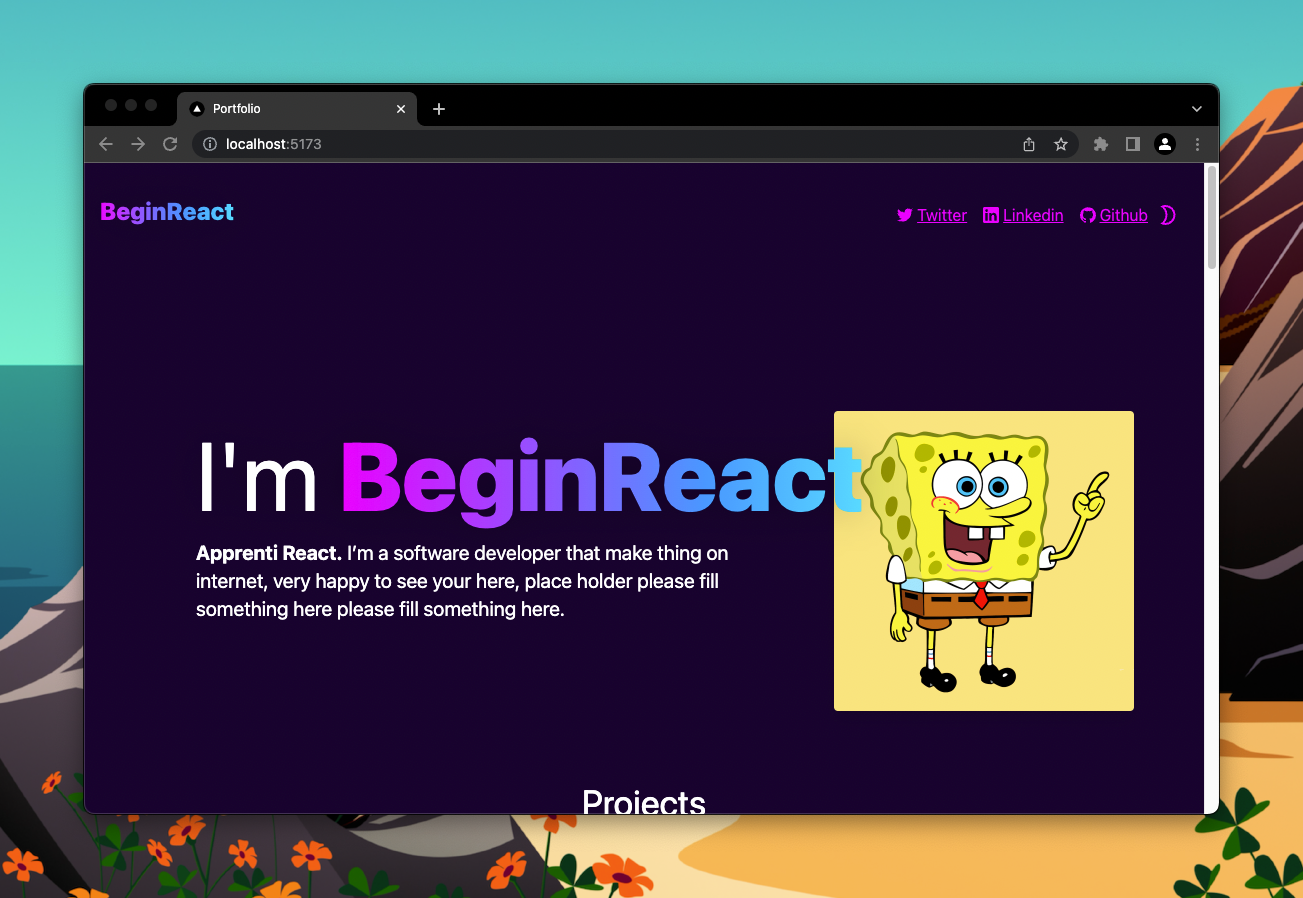 Portfolio
localhost:5173
BeginReact
Twitter Linkedin Github
I'm BeginReact
Apprenti React. I’m a software developer that make thing on
internet, very happy to see your here, place holder please fill
something here please fill something here.
Projects